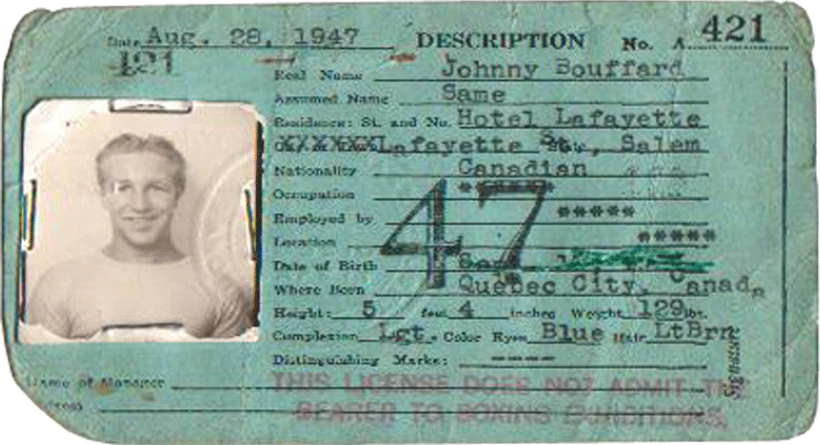 Date Aug. 28, 1947 DESCRIPTION No. A 421
421
Real Name Johnny Bouffard
Assumed Name Same
Residence: St. and No. Hotel Lafayette
XXXXXX Lafayette St., Salem
Nationality Canadian
Occupation *********
Employed by *****
Location *****
47
Date of Birth
Where Born Quebec City, Canada
Height: 5 feet 4 inches Weight 129 lbs.
Complexion Lgt. Color Eyes Blue Hair LtBrn
Distinguishing Marks: ----
Signature
Name of Manager
THIS LICENSE DOES NOT ADMIT THE
BEARER TO BOXING EXHIBITIONS.